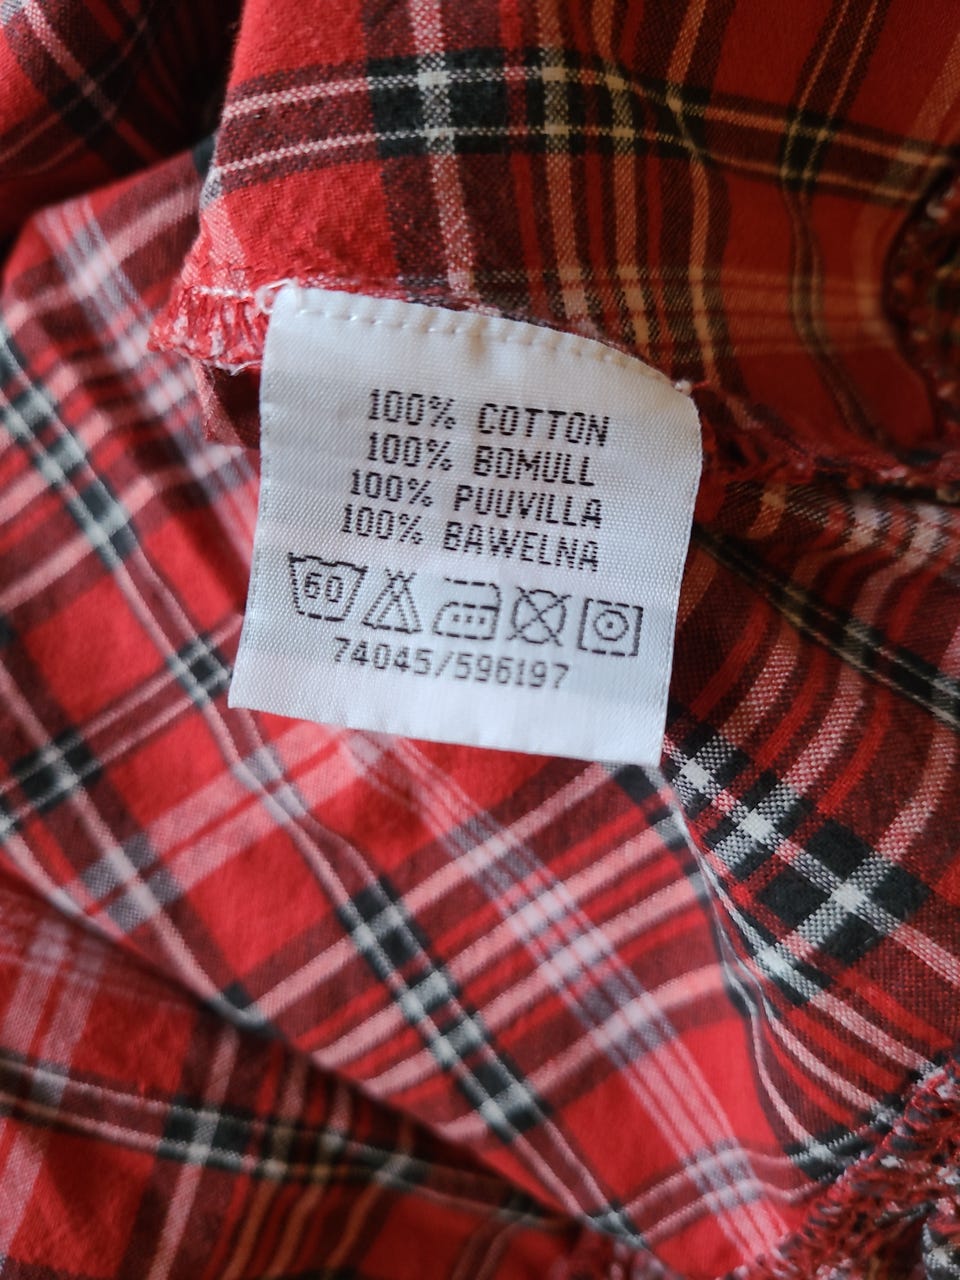 100% COTTON
100% BOMULL
100% PUUVILLA
100% BAWELNA
60
74045/596197